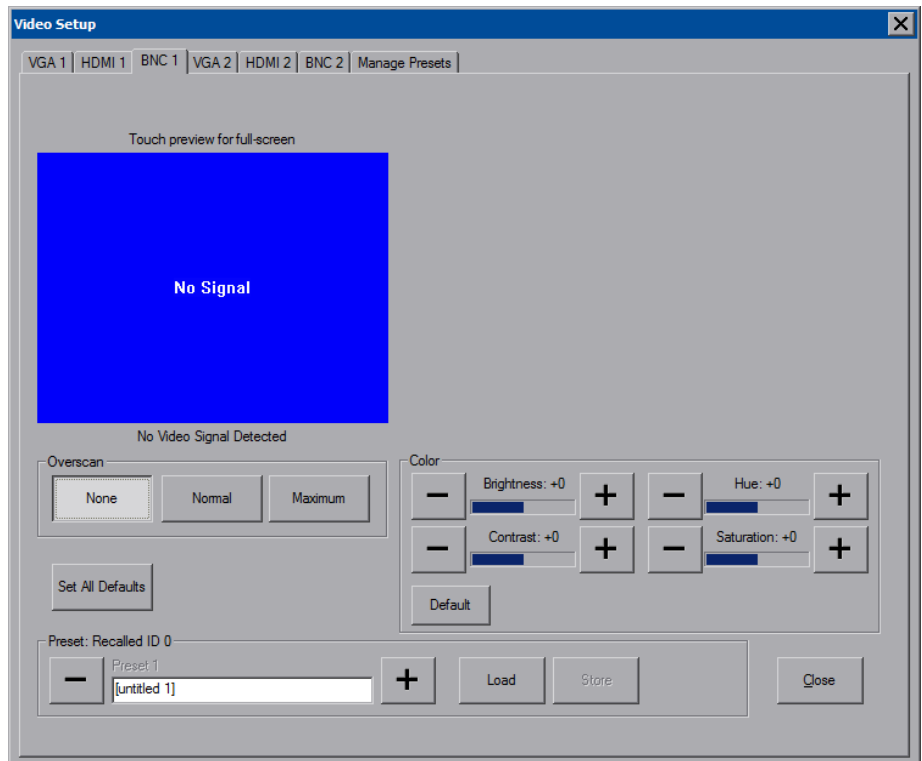 Video Setup
VGA 1 HDMI 1 BNC 1 VGA 2 HDMI 2 BNC 2 Manage Presets
Touch preview for full-screen
No Signal
No Video Signal Detected
Overscan
None Normal Maximum
Set All Defaults
Color
Brightness: +0 Hue: +0
Contrast: +0 Saturation: +0
Default
Preset: Recalled ID 0
Preset 1
[untitled 1]
Load Store Close